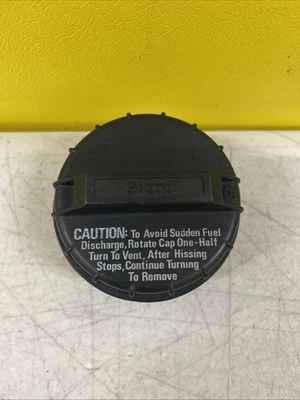 Stant
CAUTION: To Avoid Sudden Fuel
Discharge, Rotate Cap One-Half
Turn To Vent, After Hissing
Stops, Continue Turning
To Remove